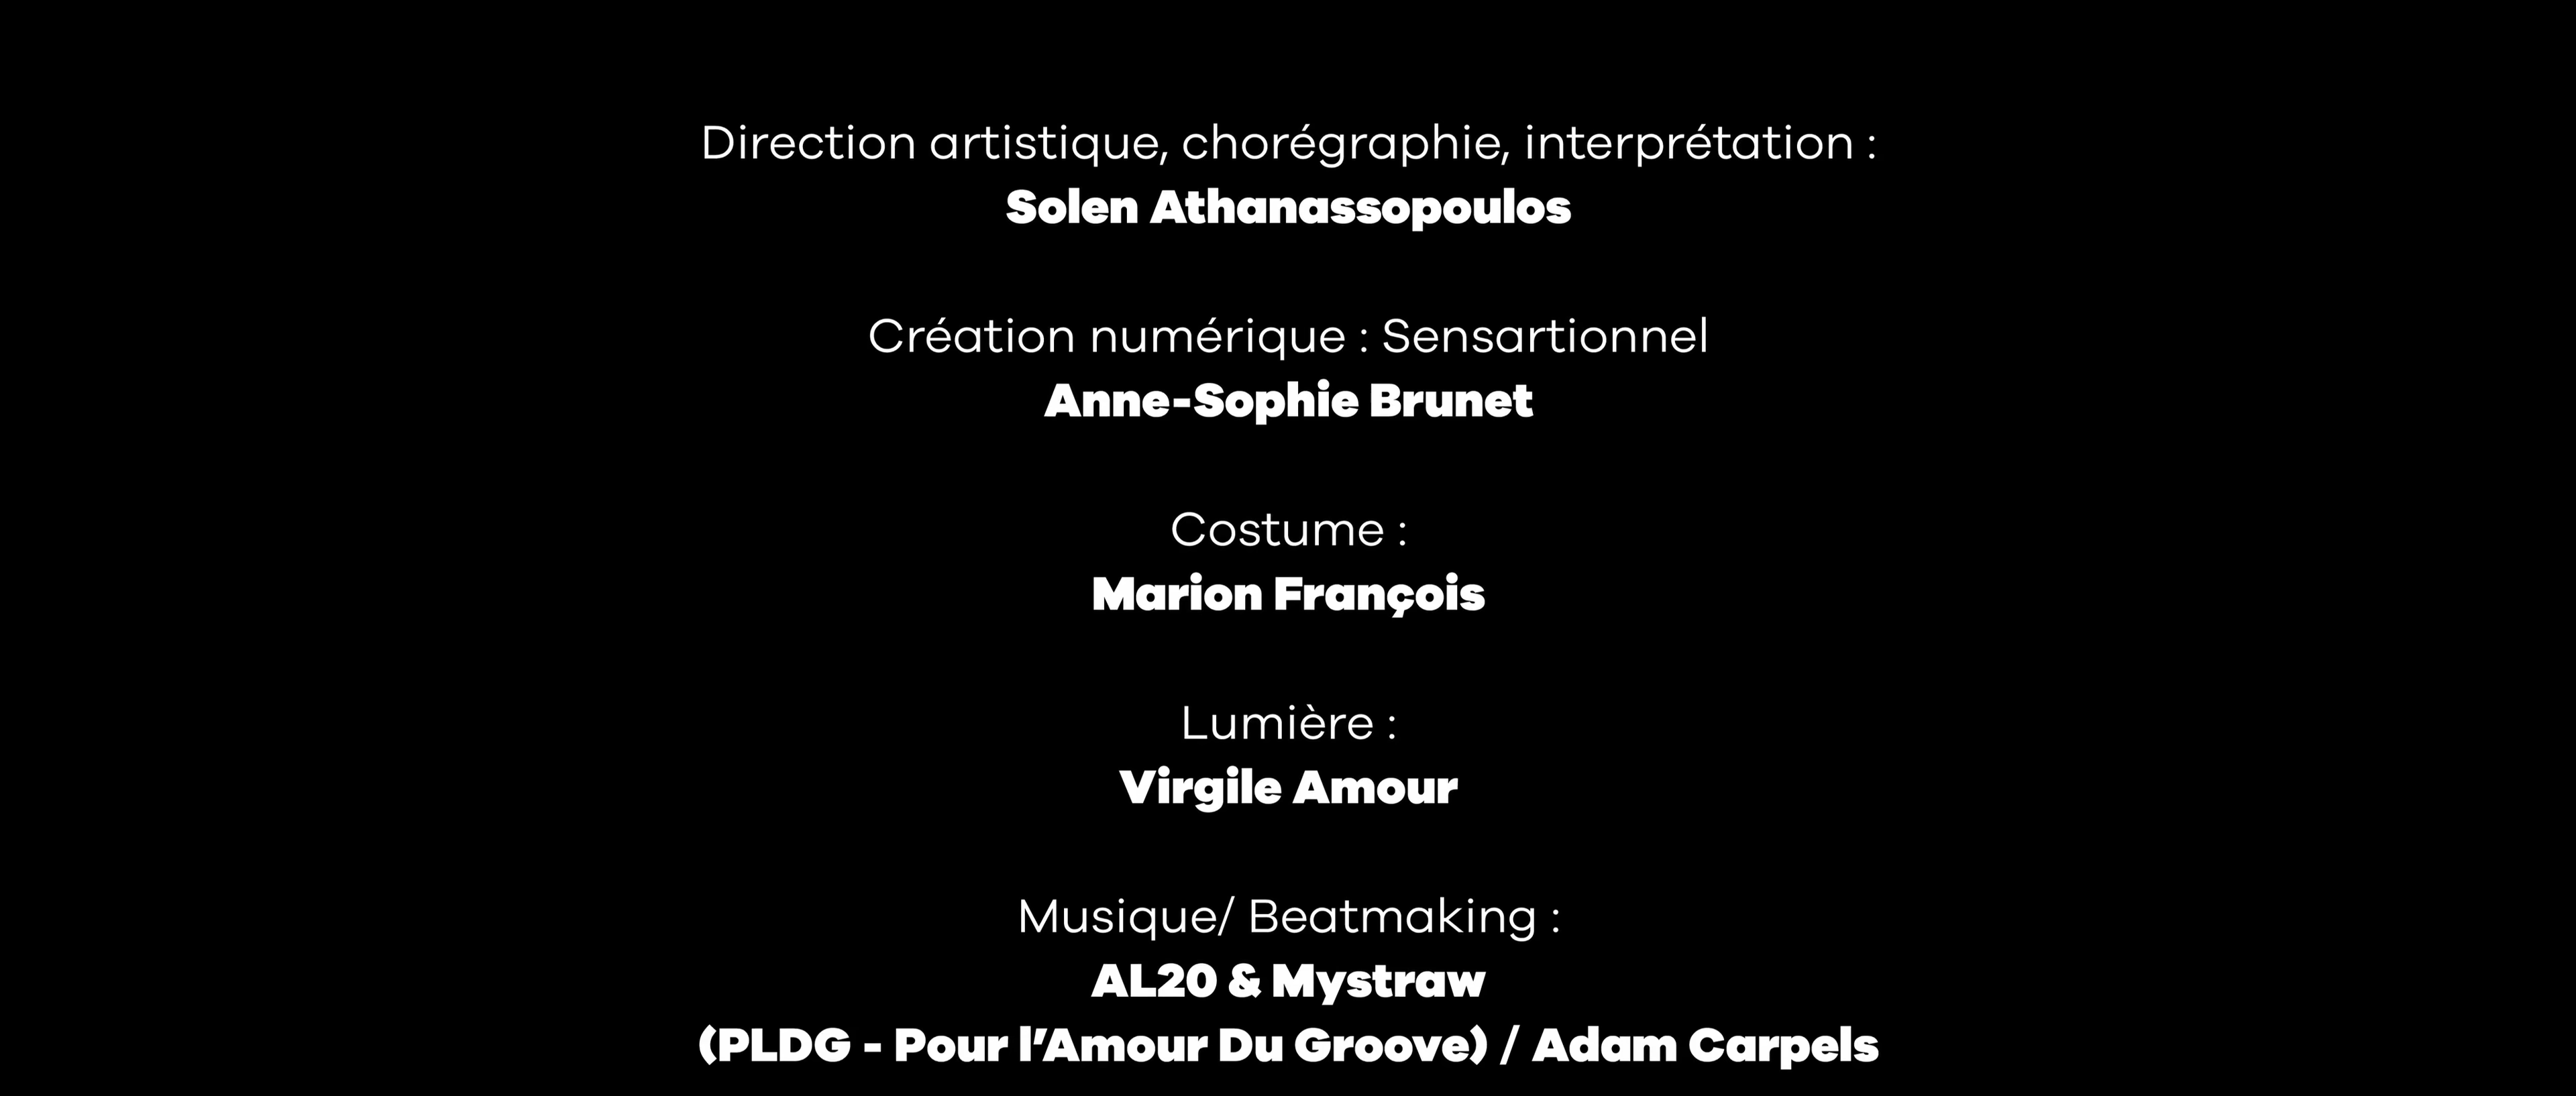 Direction artistique, chorégraphie, interprétation :
Solen Athanassopoulos
Création numérique : Sensartionnel
Anne-Sophie Brunet
Costume :
Marion François
Lumière :
Virgile Amour
Musique/ Beatmaking :
AL20 & Mystraw
(PLDG - Pour l’Amour Du Groove) / Adam Carpels